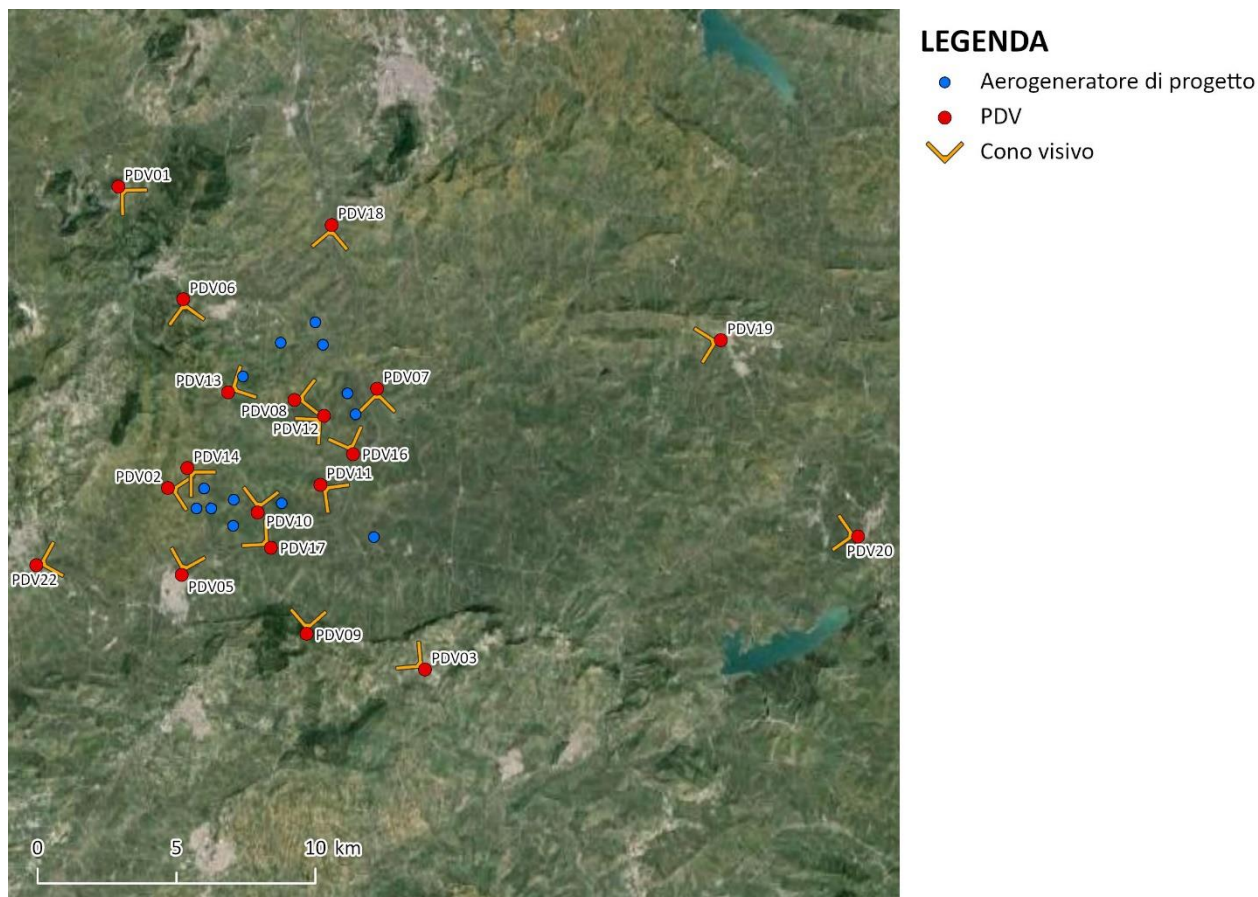 LEGENDA
Aerogeneratore di progetto
PDV
Cono visivo
PDV01
PDV18
PDV06
PDV19
PDV13
PDV07
PDV08
PDV12
PDV14
PDV16
PDV02
PDV11
PDV10
PDV17
PDV20
PDV22
PDV05
PDV09
PDV03
0 5 10 km